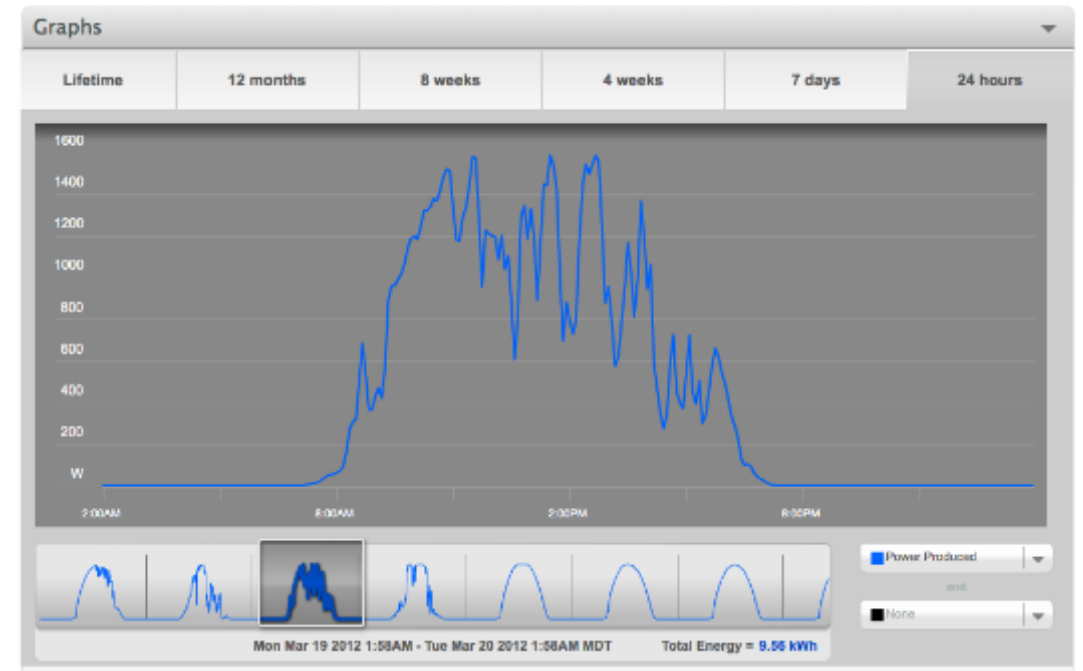 Graphs
Lifetime 12 months 8 weeks 4 weeks 7 days 24 hours
1600
1400
1200
1000
800
600
400
200
W
2:00AM 8:00AM 2:00PM 8:00PM
Power Produced
and
None
Mon Mar 19 2012 1:58AM - Tue Mar 20 2012 1:58AM MDT Total Energy = 9.56 kWh